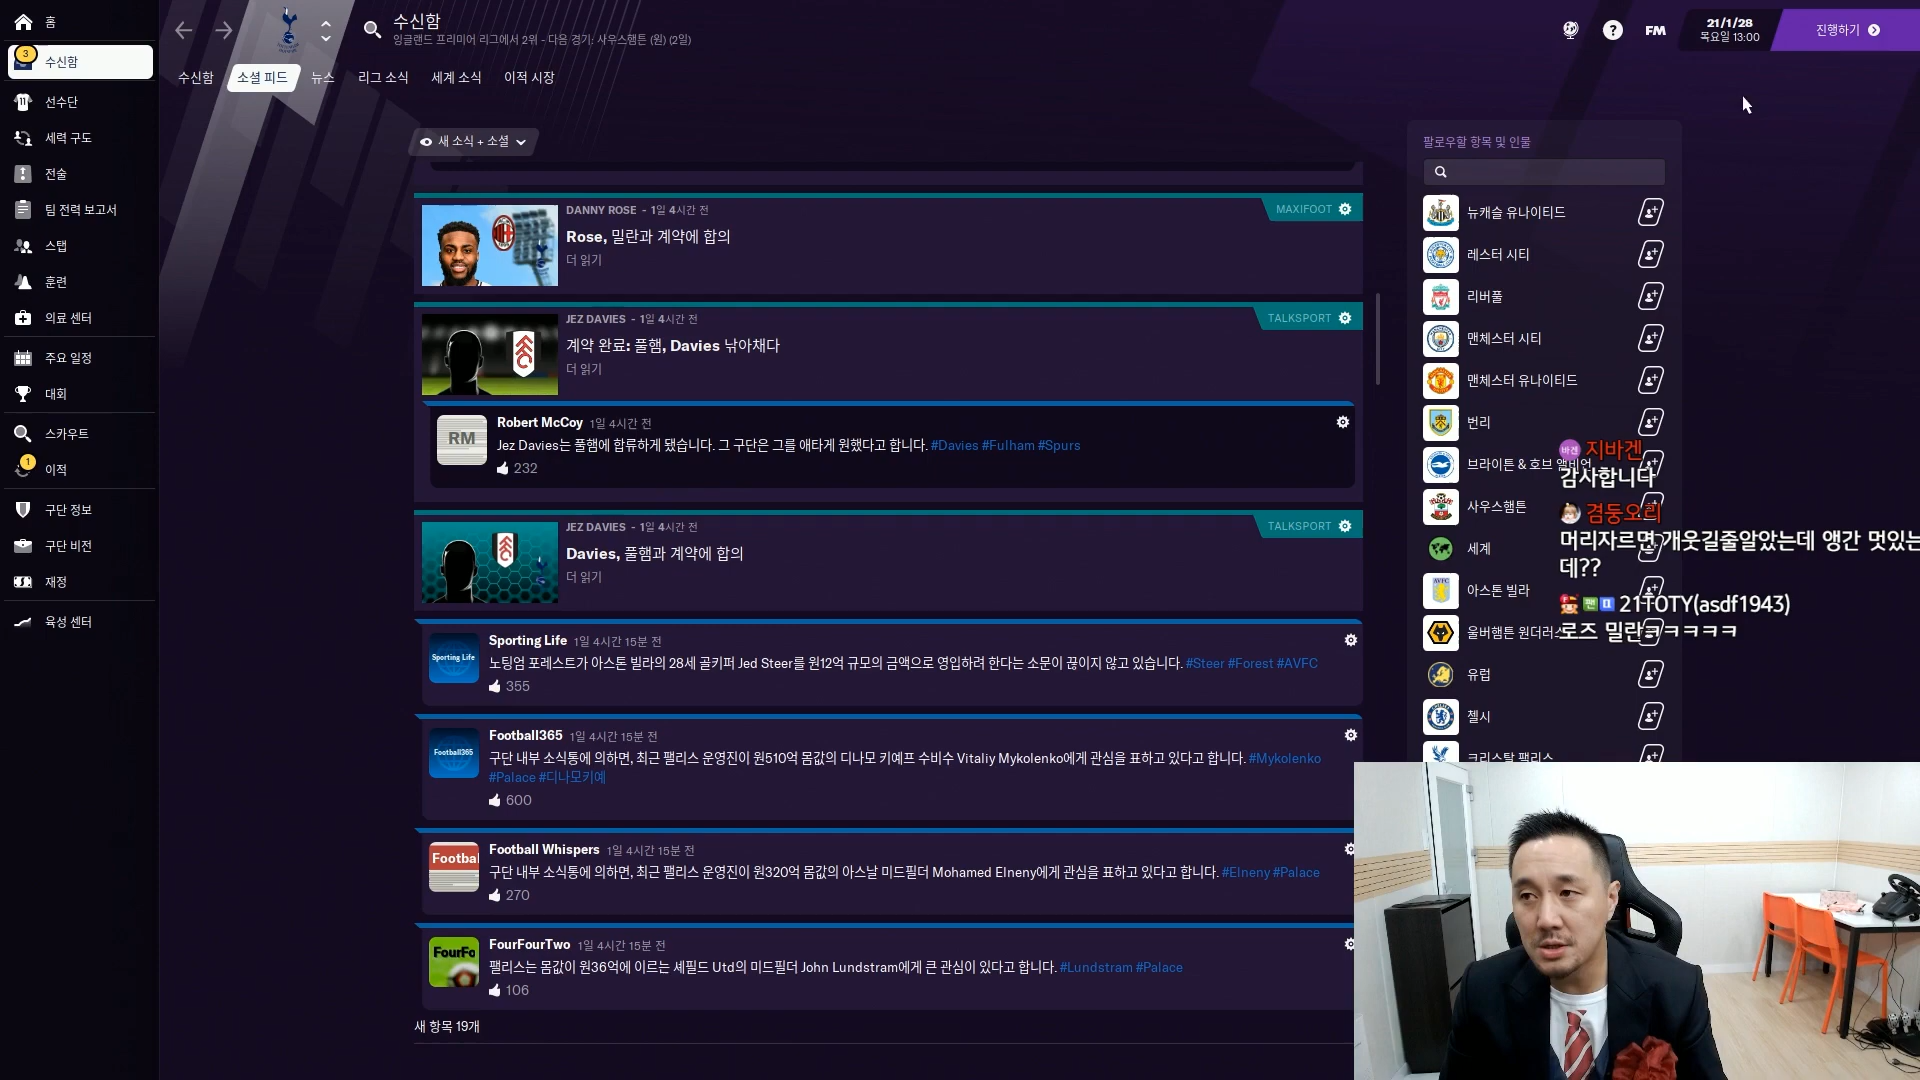 홈
3
수신함
선수단
세력 구도
전술
팀 전력 보고서
스탭
훈련
의료 센터
주요 일정
대회
스카우트
1
이적
구단 정보
구단 비전
재정
육성 센터
수신함
잉글랜드 프리미어 리그에서 2위 - 다음 경기: 사우스햄튼 (원) (2일)
FM
21/1/28
목요일 13:00
진행하기
수신함
소셜 피드
뉴스
리그 소식
세계 소식
이적 시장
새 소식 + 소셜
DANNY ROSE - 1일 4시간 전
MAXIFOOT
Rose, 밀란과 계약에 합의
더 읽기
JEZ DAVIES - 1일 4시간 전
TALKSPORT
계약 완료: 풀햄, Davies 낚아채다
더 읽기
RM
Robert McCoy 1일 4시간 전
Jez Davies는 풀햄에 합류하게 됐습니다. 그 구단은 그를 애타게 원했다고 합니다. #Davies #Fulham #Spurs
232
JEZ DAVIES - 1일 4시간 전
TALKSPORT
Davies, 풀햄과 계약에 합의
더 읽기
Sporting Life
Sporting Life 1일 4시간 15분 전
노팅엄 포레스트가 아스톤 빌라의 28세 골키퍼 Jed Steer를 원12억 규모의 금액으로 영입하려 한다는 소문이 끊이지 않고 있습니다. #Steer #Forest #AVFC
355
Football365
Football365 1일 4시간 15분 전
구단 내부 소식통에 의하면, 최근 팰리스 운영진이 원510억 몸값의 디나모 키예프 수비수 Vitaliy Mykolenko에게 관심을 표하고 있다고 합니다. #Mykolenko
#Palace #디나모키예
600
Footbal
Football Whispers 1일 4시간 15분 전
구단 내부 소식통에 의하면, 최근 팰리스 운영진이 원320억 몸값의 아스날 미드필더 Mohamed Elneny에게 관심을 표하고 있다고 합니다. #Elneny #Palace
270
FourFo
FourFourTwo 1일 4시간 15분 전
팰리스는 몸값이 원36억에 이르는 셰필드 Utd의 미드필더 John Lundstram에게 큰 관심이 있다고 합니다. #Lundstram #Palace
106
새 항목 19개
팔로우할 항목 및 인물
뉴캐슬 유나이티드
레스터 시티
리버풀
맨체스터 시티
맨체스터 유나이티드
번리
브라이튼 & 호브 앨비언
사우스햄튼
세계
아스톤 빌라
울버햄튼 원더러스
유럽
첼시
크리스탈 팰리스
바겐 지바겐
감사합니다
겸둥오리
머리자르면 개웃길줄알았는데 앵간 멋있는
데??
팬 21TOTY(asdf1943)
로즈 밀란ㅋㅋㅋㅋㅋ